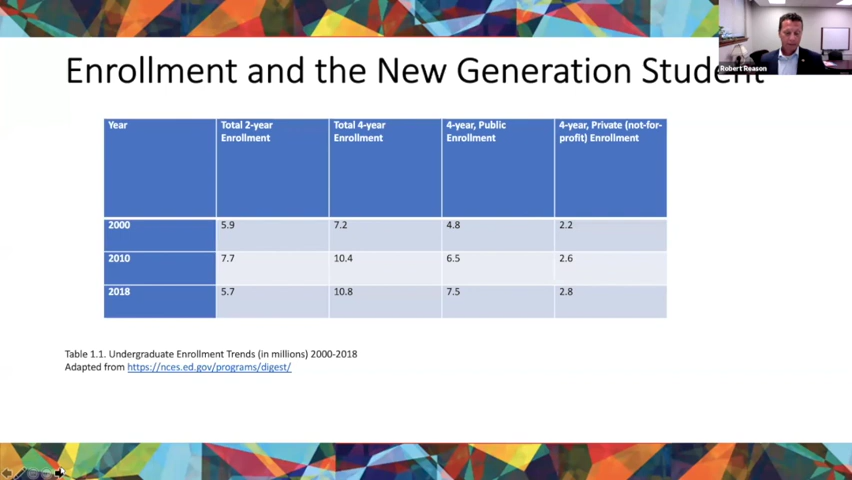 Enrollment and the New Generation Student
Robert Reason
Year
Total 2-year
Enrollment
Total 4-year
Enrollment
4-year, Public
Enrollment
4-year, Private (not-for-
profit) Enrollment
2000 5.9 7.2 4.8 2.2
2010 7.7 10.4 6.5 2.6
2018 5.7 10.8 7.5 2.8
Table 1.1. Undergraduate Enrollment Trends (in millions) 2000-2018
Adapted from https://nces.ed.gov/programs/digest/